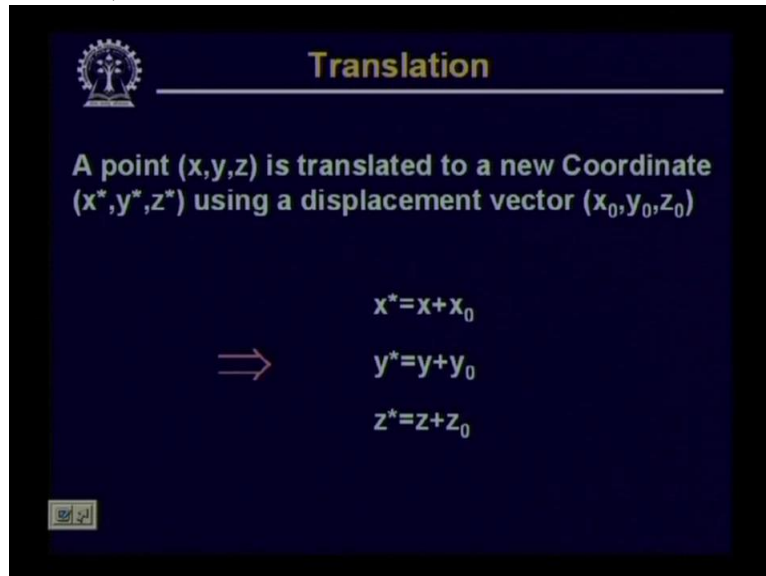 Translation
A point (x,y,z) is translated to a new Coordinate
(x*,y*,z*) using a displacement vector (x₀,y₀,z₀)
x*=x+x₀
⇒ y*=y+y₀
z*=z+z₀